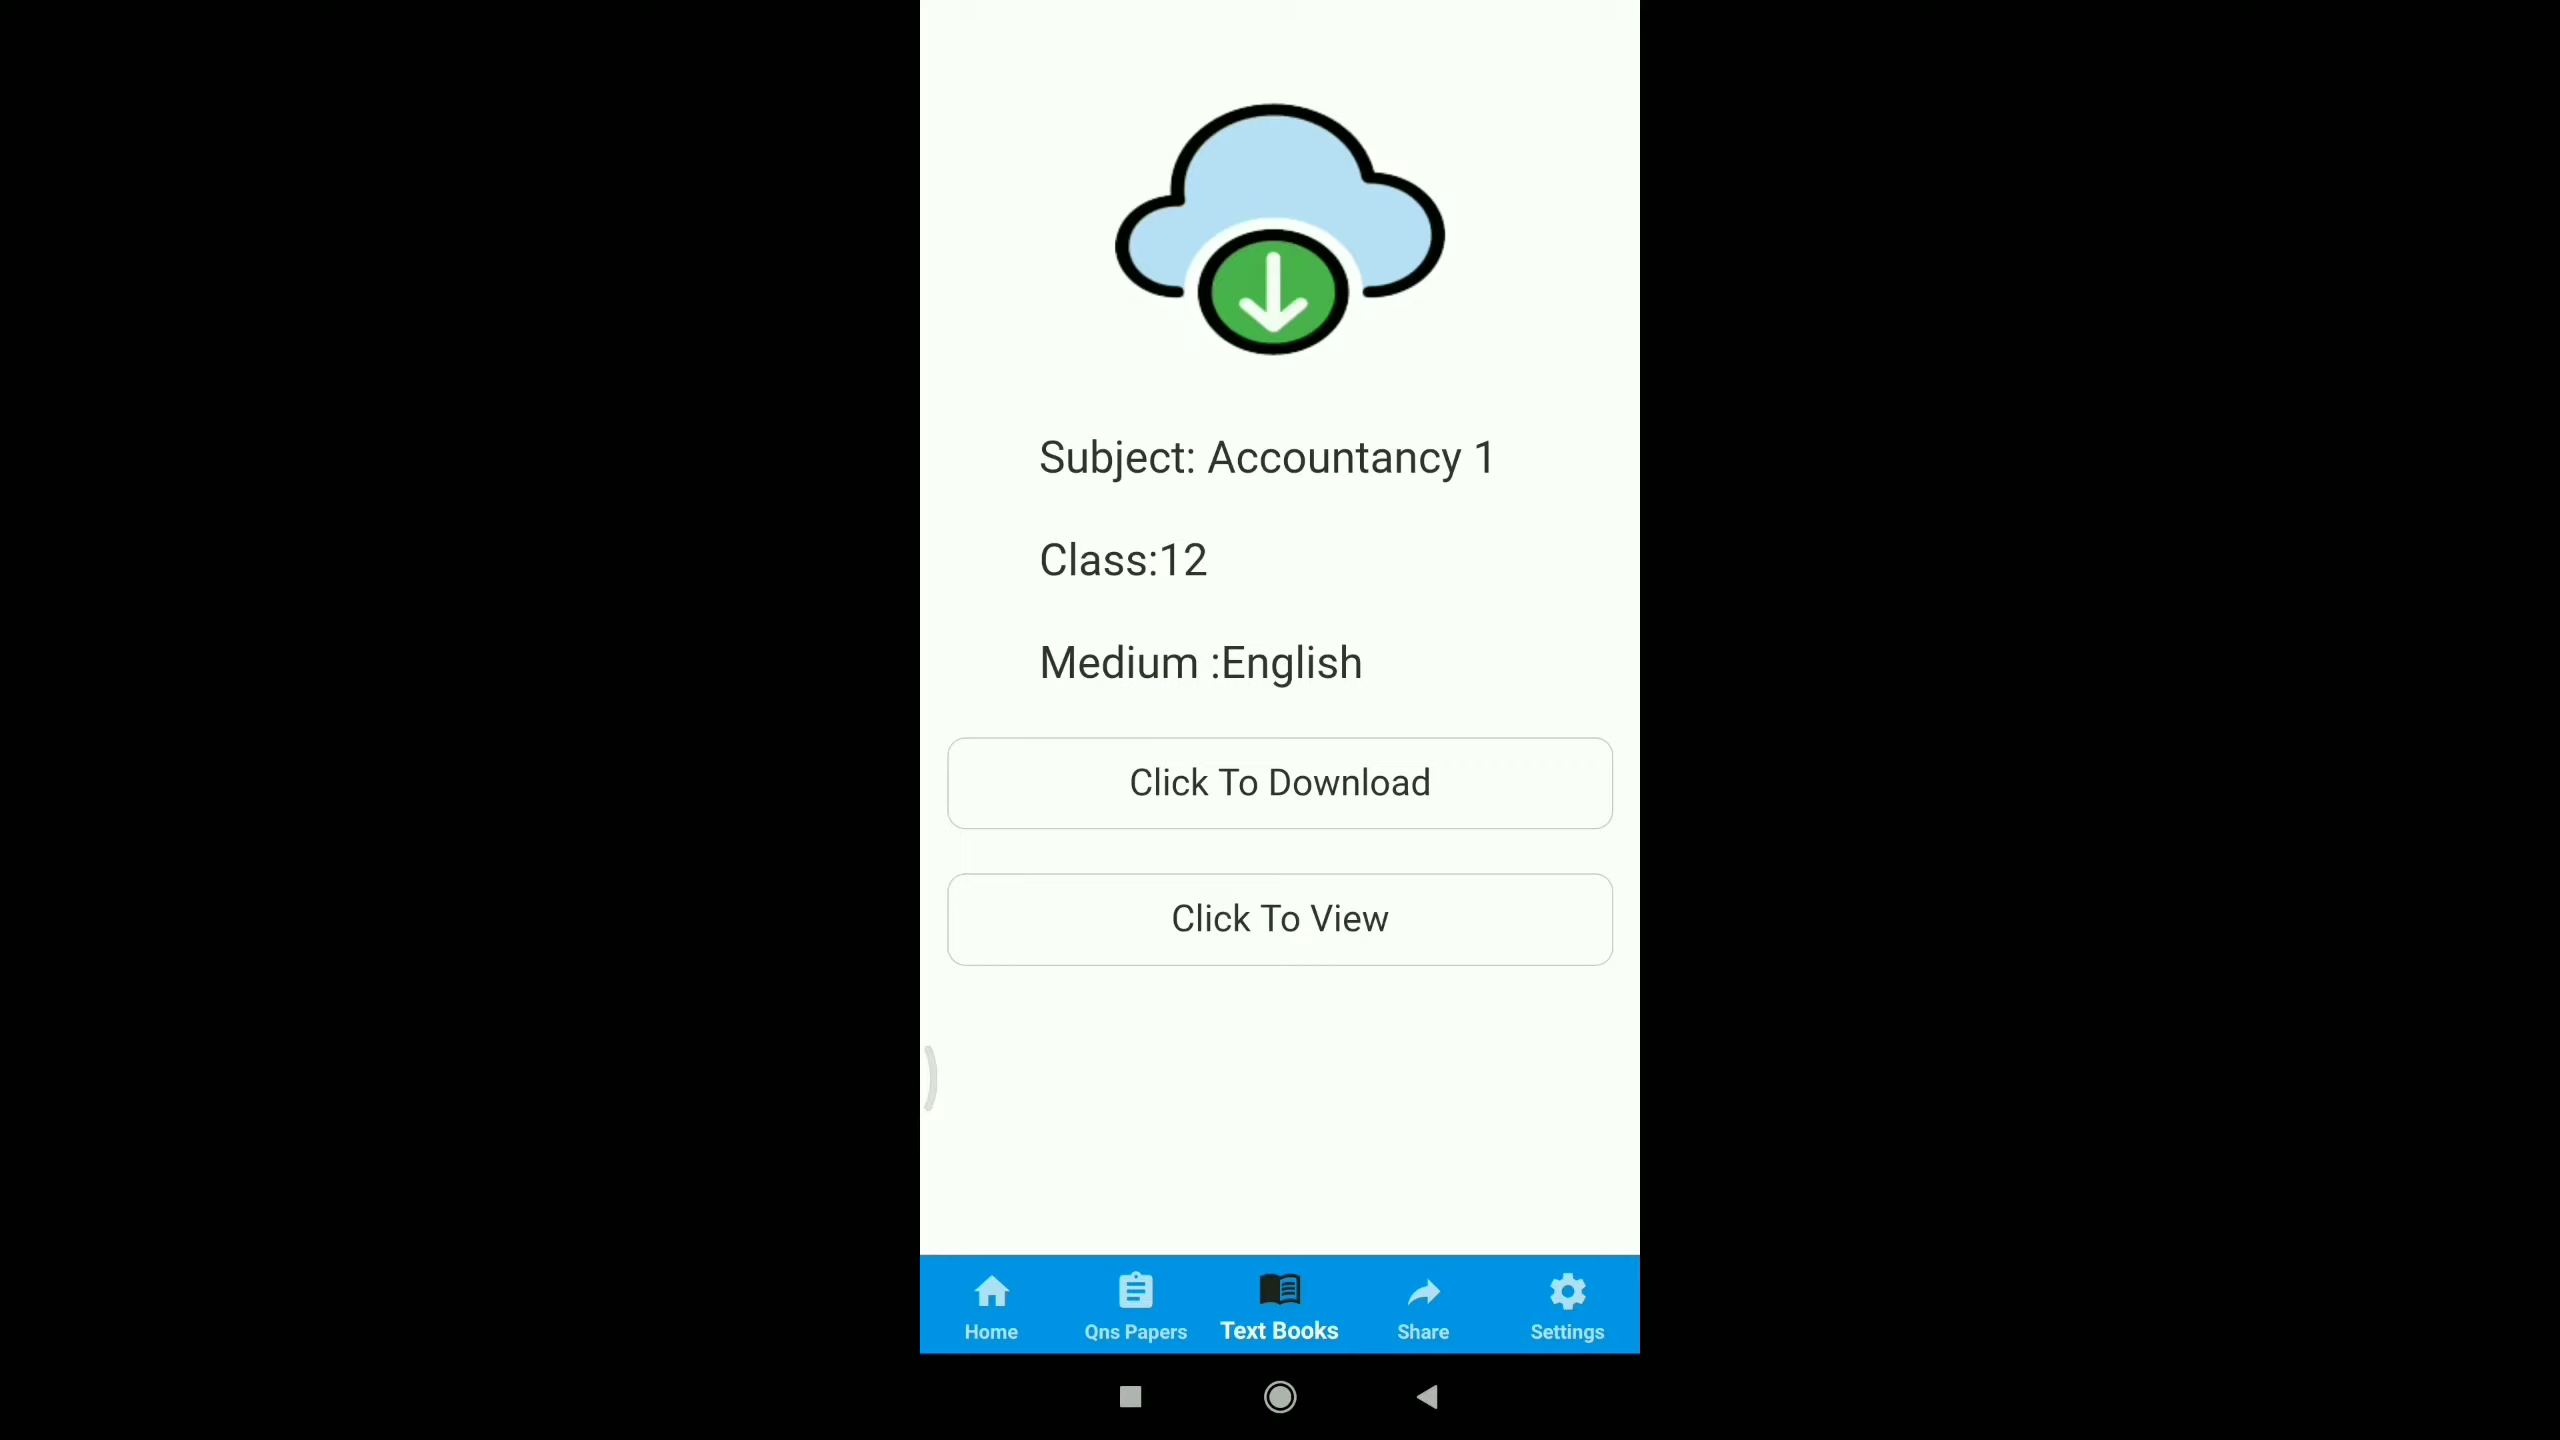 Subject: Accountancy 1
Class:12
Medium :English
Click To Download
Click To View
Home Qns Papers Text Books Share Settings